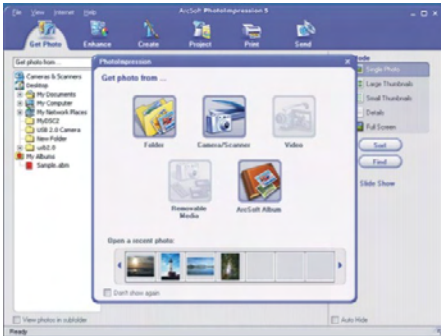 File View Internet Help
ArcSoft PhotoImpression 5
Get Photo
Enhance
Create
Project
Print
Send
Get photo from...
Cameras & Scanners
Desktop
My Documents
My Computer
My Network Places
MyDSC2
USB 2.0 Camera
New Folder
My Albums
Sample.abm
View photos in subfolder
Ready
PhotoImpression
Get photo from ...
Folder
Camera/Scanner
Video
Removable
Media
ArcSoft Album
Open a recent photo:
Don't show again
Single Photo
Large Thumbnails
Small Thumbnails
Details
Full Screen
Sort
Find
Slide Show
Auto Hide